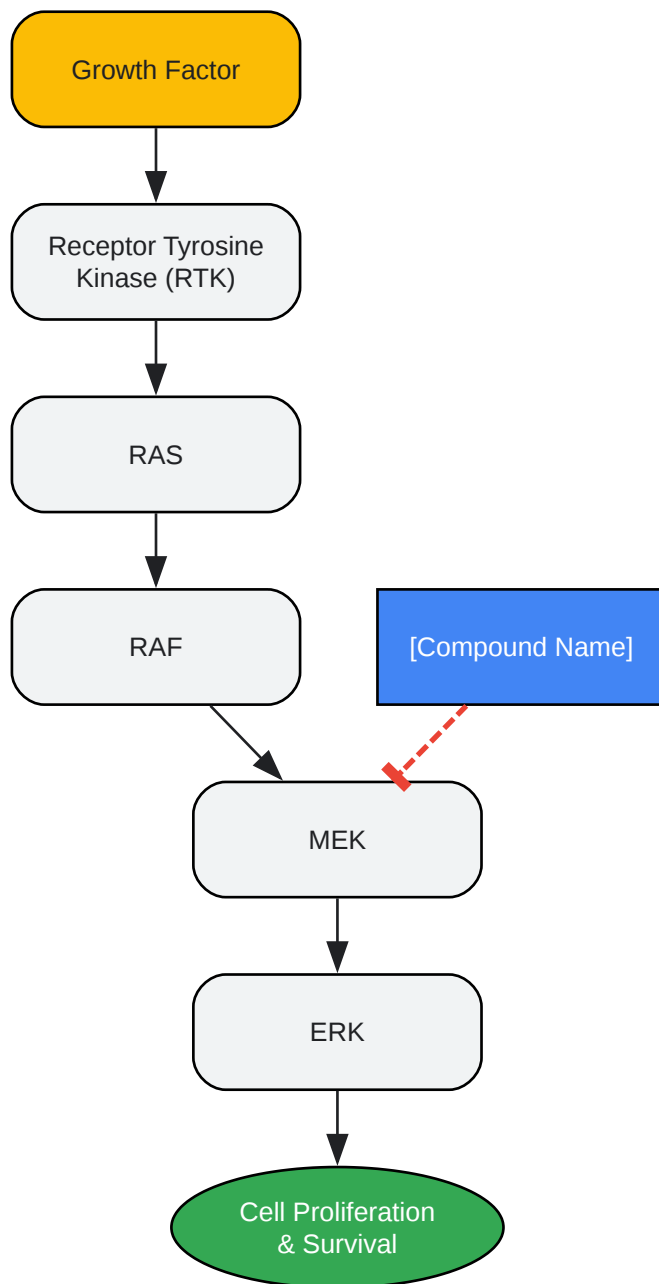 Growth Factor
Receptor Tyrosine
Kinase (RTK)
RAS
RAF
[Compound Name]
MEK
ERK
Cell Proliferation
& Survival